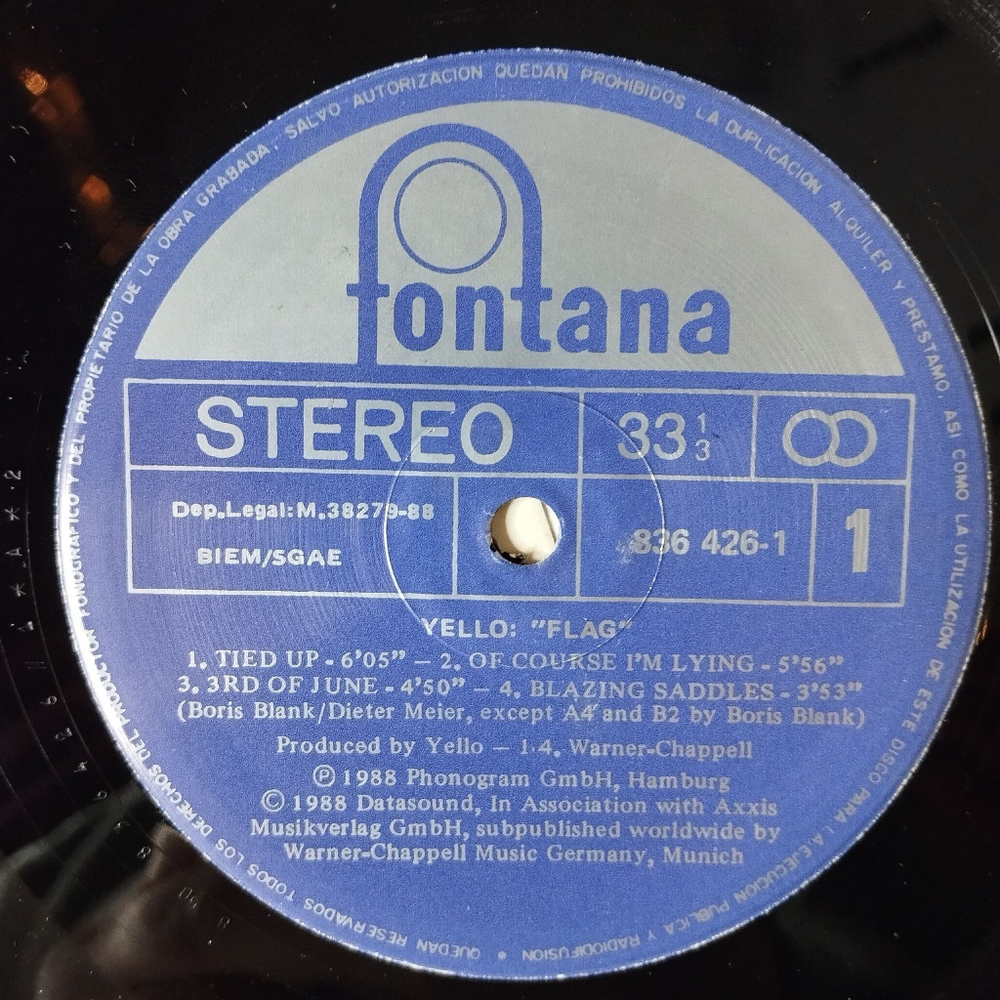 QUEDAN RESERVADOS TODOS LOS DERECHOS DEL PRODUCTOR FONOGRAFICO Y DEL PROPIETARIO DE LA OBRA GRABADA, SALVO AUTORIZACION QUEDAN PROHIBIDOS LA DUPLICACION ALQUILER Y PRESTAMO, ASI COMO LA UTILIZACION DE ESTE DISCO PARA LA EJECUCION PUBLICA Y RADIODIFUSION •
fontana
STEREO 33 1/3
Dep.Legal:M.38279-88
BIEM/SGAE
836 426-1 1
YELLO: "FLAG"
1. TIED UP - 6'05" – 2. OF COURSE I'M LYING - 5'56"
3. 3RD OF JUNE - 4'50" – 4. BLAZING SADDLES - 3'53"
(Boris Blank/Dieter Meier, except A4 and B2 by Boris Blank)
Produced by Yello – 1-4. Warner-Chappell
Ⓟ 1988 Phonogram GmbH, Hamburg
© 1988 Datasound, In Association with Axxis
Musikverlag GmbH, subpublished worldwide by
Warner-Chappell Music Germany, Munich